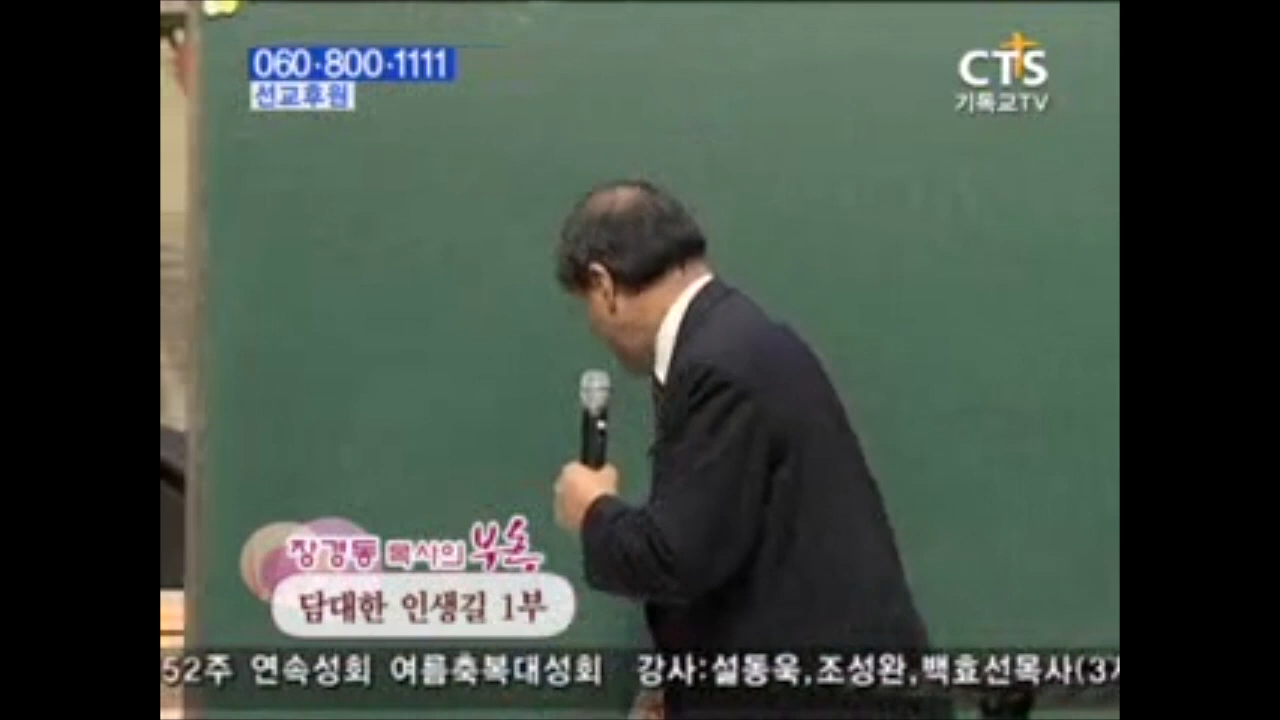 060·800·1111
선교후원
CTS
기독교TV
장경동 목사의 부흥
담대한 인생길 1부
52주 연속성회 여름축복대성회 강사:설동욱,조성완,백효선목사(3